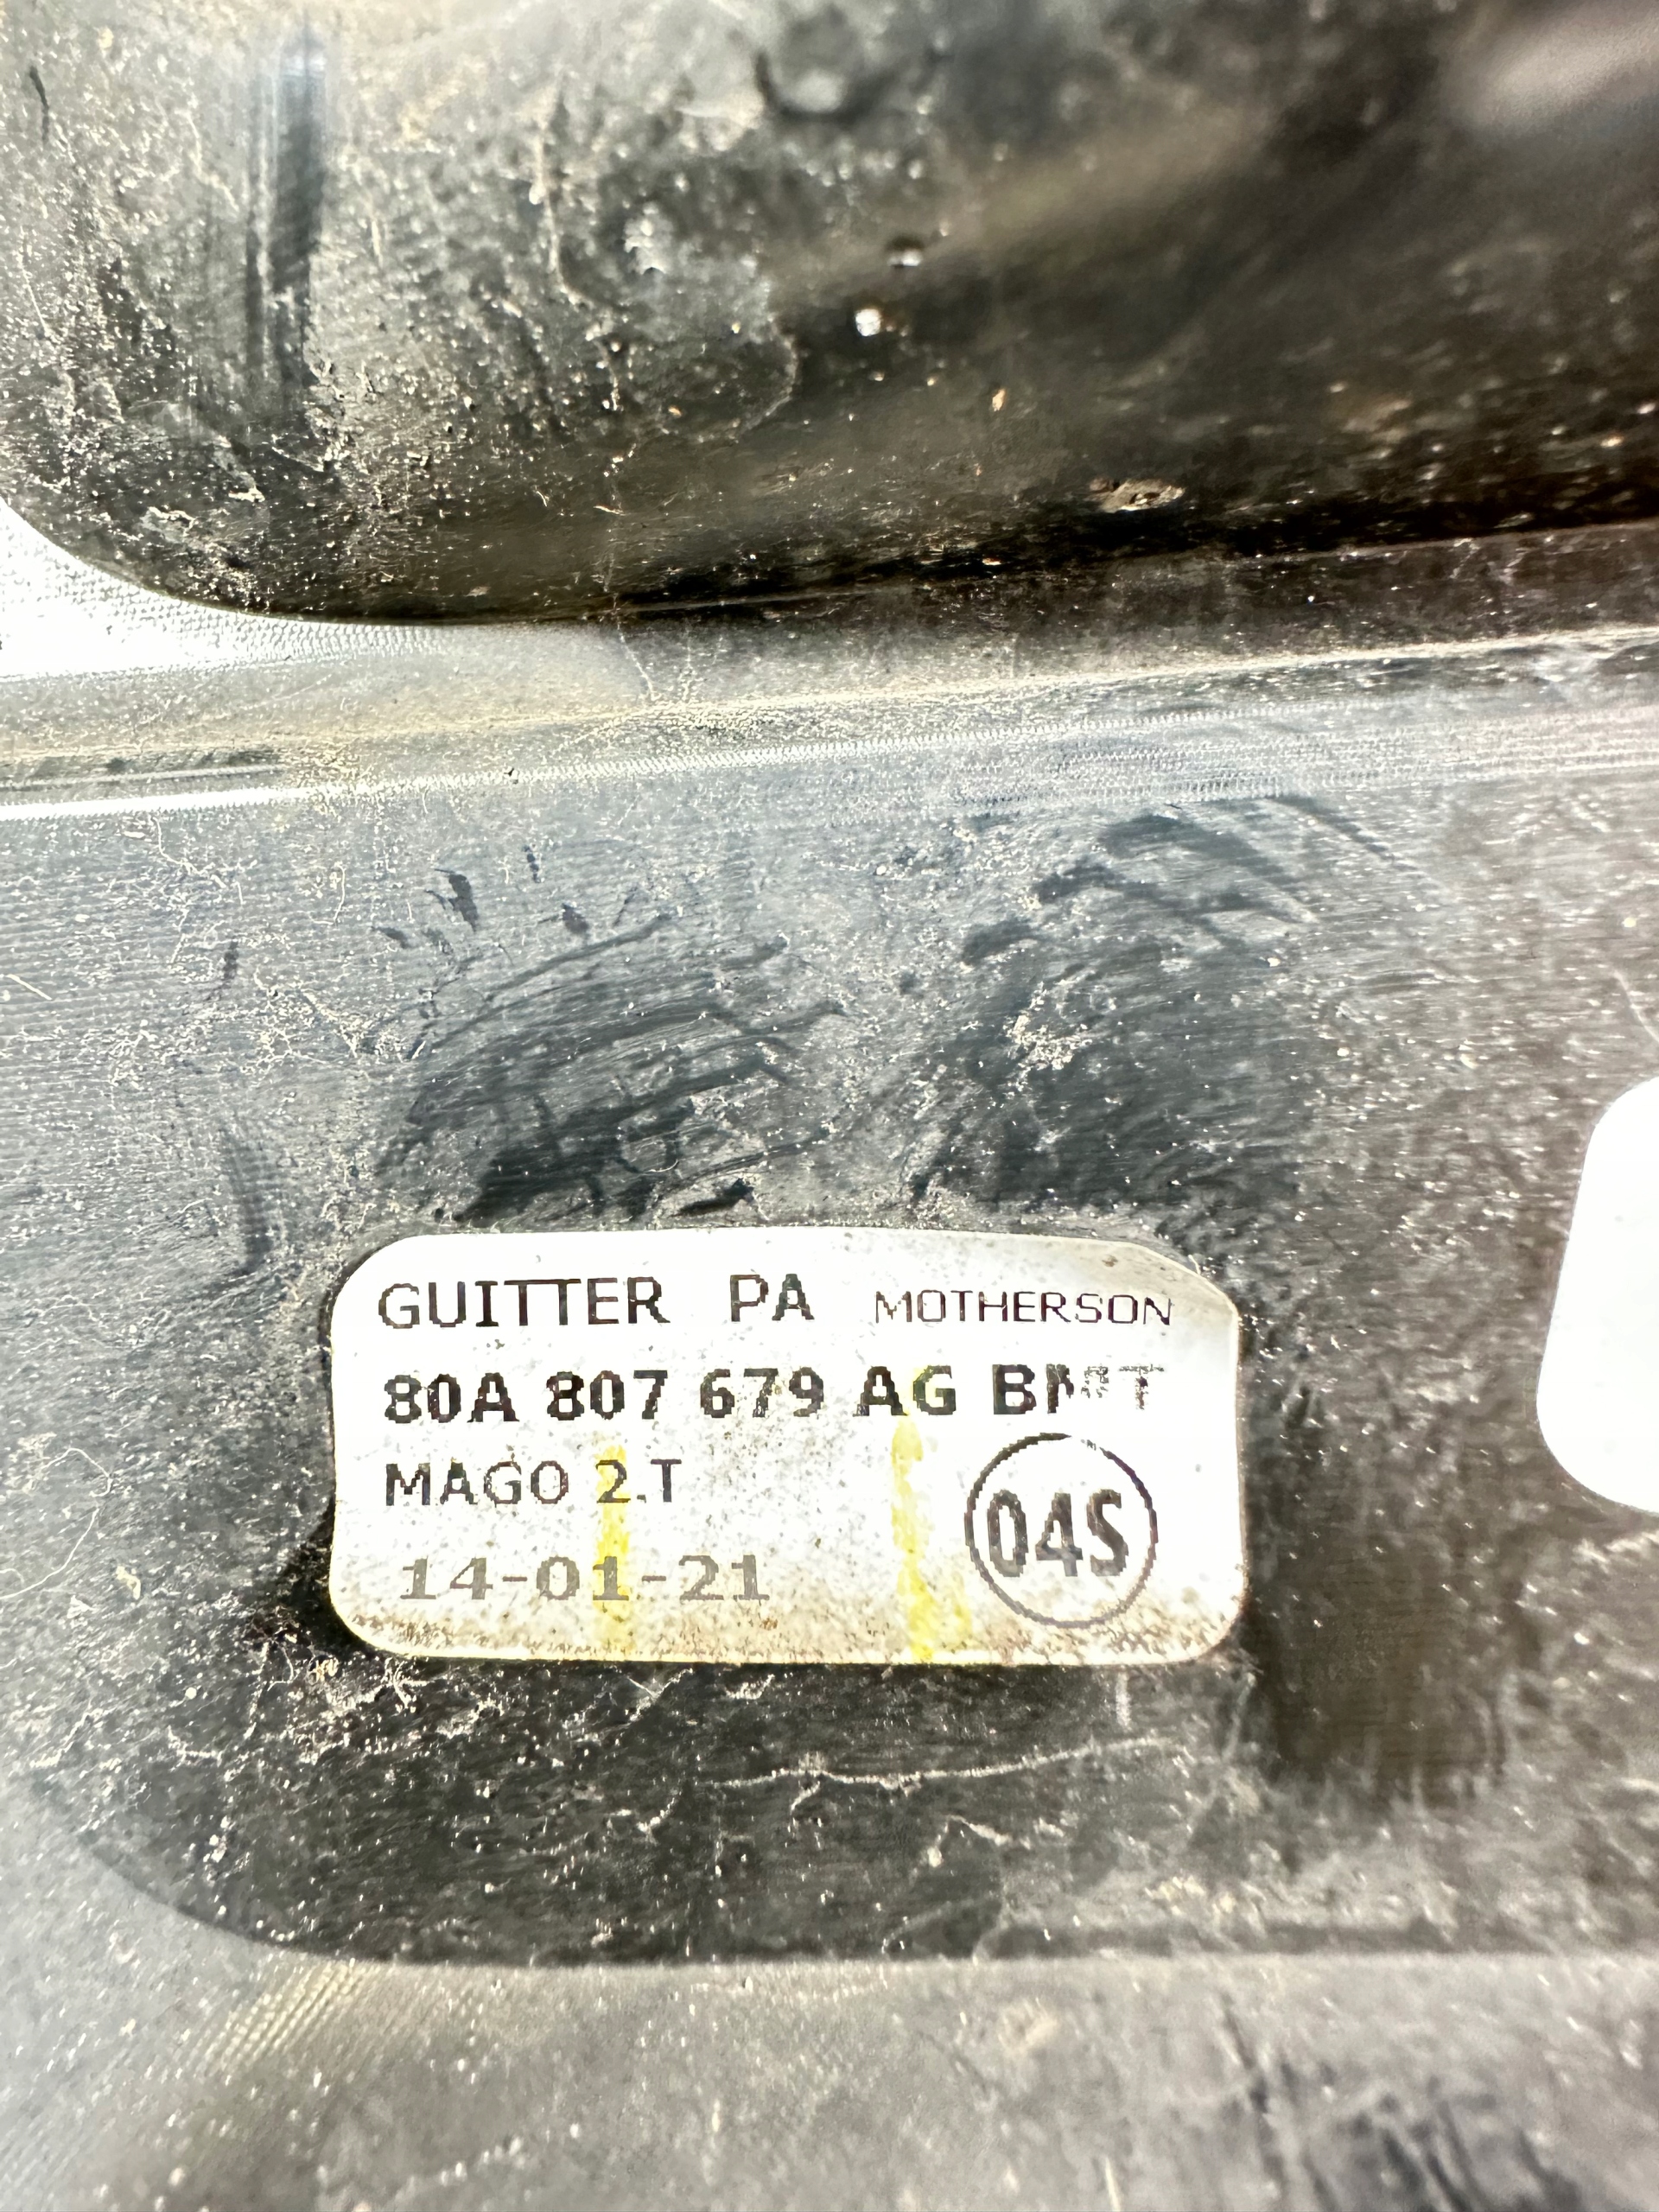 GUITTER PA MOTHERSON
80A 807 679 AG
MAGO 2.T
14-01-21
04S